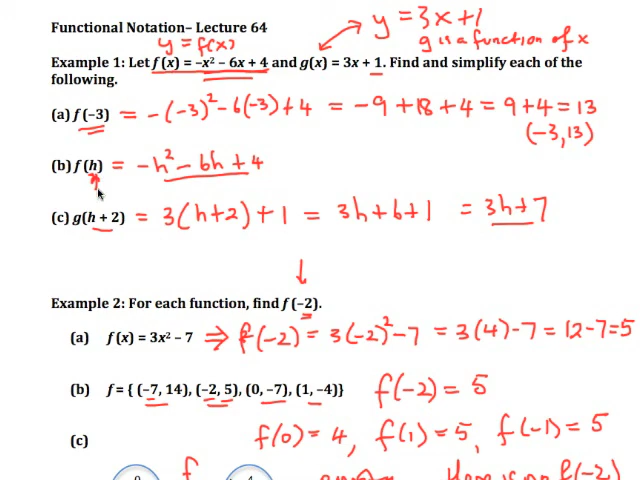 Functional Notation– Lecture 64
y = 3x + 1
y = f(x)
g is a function of x
Example 1: Let f(x) = –x² – 6x + 4 and g(x) = 3x + 1. Find and simplify each of the
following.
(a) f(–3) = –(–3)² – 6(–3) + 4 = –9 + 18 + 4 = 9 + 4 = 13
(–3, 13)
(b) f(h) = –h² – 6h + 4
(c) g(h + 2) = 3(h+2) + 1 = 3h + 6 + 1 = 3h + 7
Example 2: For each function, find f(–2).
(a) f(x) = 3x² – 7 ⇒ f(–2) = 3(–2)² – 7 = 3(4) – 7 = 12 – 7 = 5
(b) f = { (–7, 14), (–2, 5), (0, –7), (1, –4)} f(–2) = 5
(c) f(0) = 4, f(1) = 5, f(–1) = 5
f